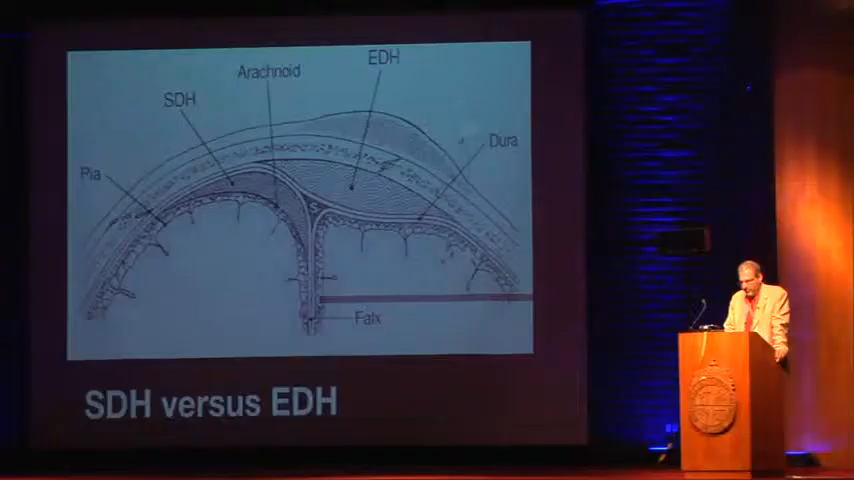 EDH
Arachnoid
SDH
Dura
Pia
S
Falx
SDH versus EDH